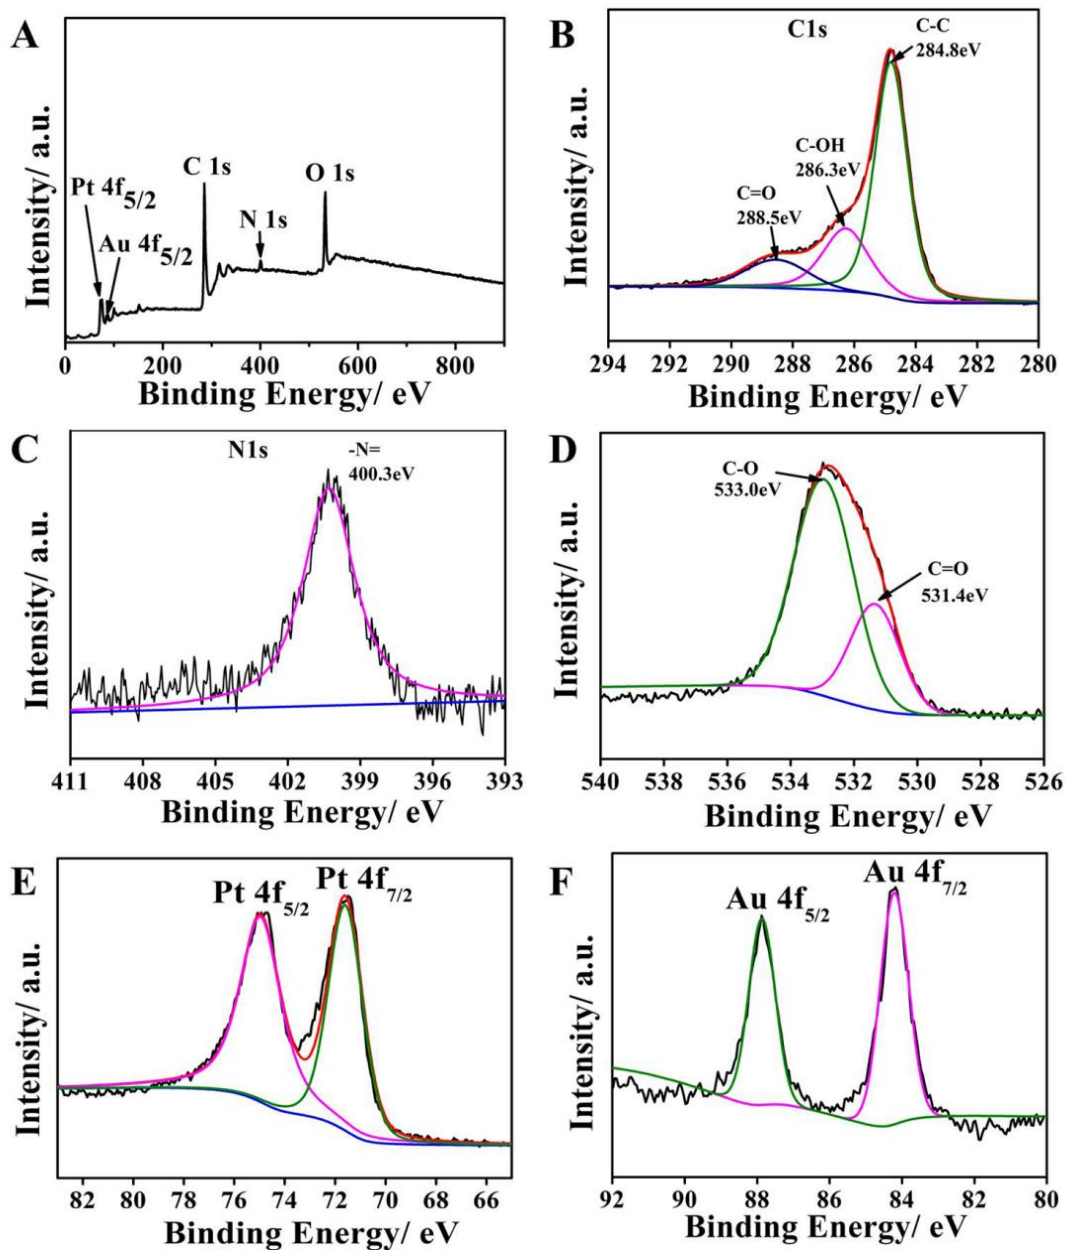 A
Intensity/ a.u.
Pt 4f5/2
Au 4f5/2
C 1s
N 1s
O 1s
0 200 400 600 800
Binding Energy/ eV
B
C1s
Intensity/ a.u.
C-C
284.8eV
C-OH
286.3eV
C=O
288.5eV
294 292 290 288 286 284 282 280
Binding Energy/ eV
C
N1s
-N=
400.3eV
Intensity/ a.u.
411 408 405 402 399 396 393
Binding Energy/ eV
D
Intensity/ a.u.
C-O
533.0eV
C=O
531.4eV
540 538 536 534 532 530 528 526
Binding Energy/ eV
E
Pt 4f5/2
Pt 4f7/2
Intensity/ a.u.
82 80 78 76 74 72 70 68 66
Binding Energy/ eV
F
Au 4f5/2
Au 4f7/2
Intensity/ a.u.
92 90 88 86 84 82 80
Binding Energy/ eV